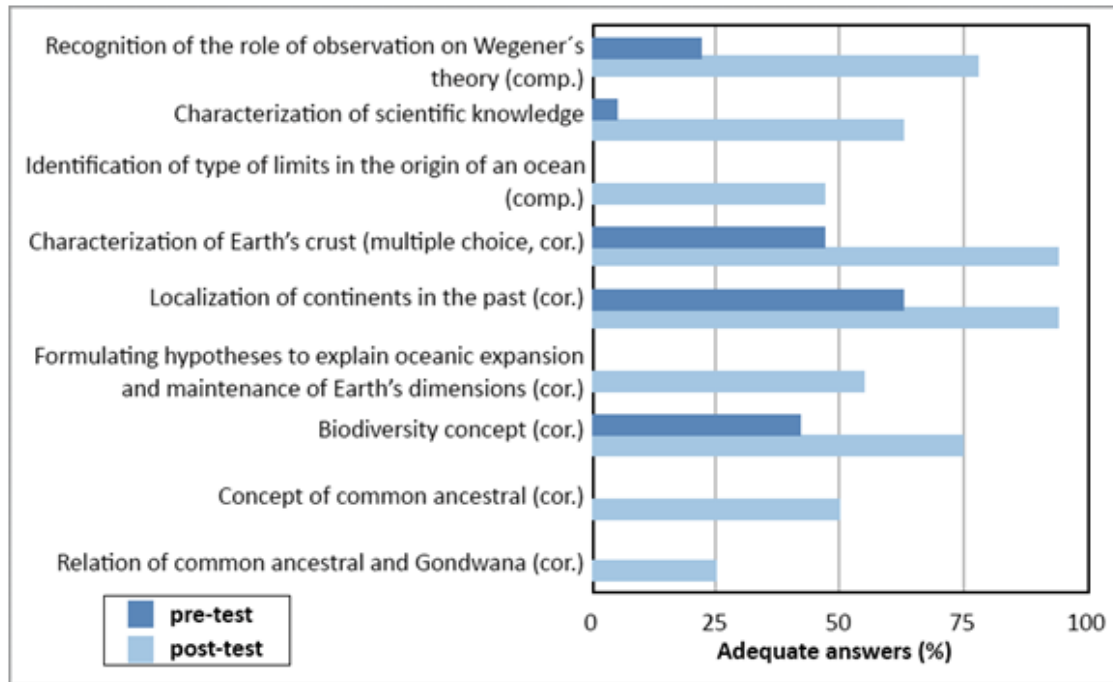 Recognition of the role of observation on Wegener´s
theory (comp.)
Characterization of scientific knowledge
Identification of type of limits in the origin of an ocean
(comp.)
Characterization of Earth’s crust (multiple choice, cor.)
Localization of continents in the past (cor.)
Formulating hypotheses to explain oceanic expansion
and maintenance of Earth’s dimensions (cor.)
Biodiversity concept (cor.)
Concept of common ancestral (cor.)
Relation of common ancestral and Gondwana (cor.)
pre-test
post-test
0 25 50 75 100
Adequate answers (%)